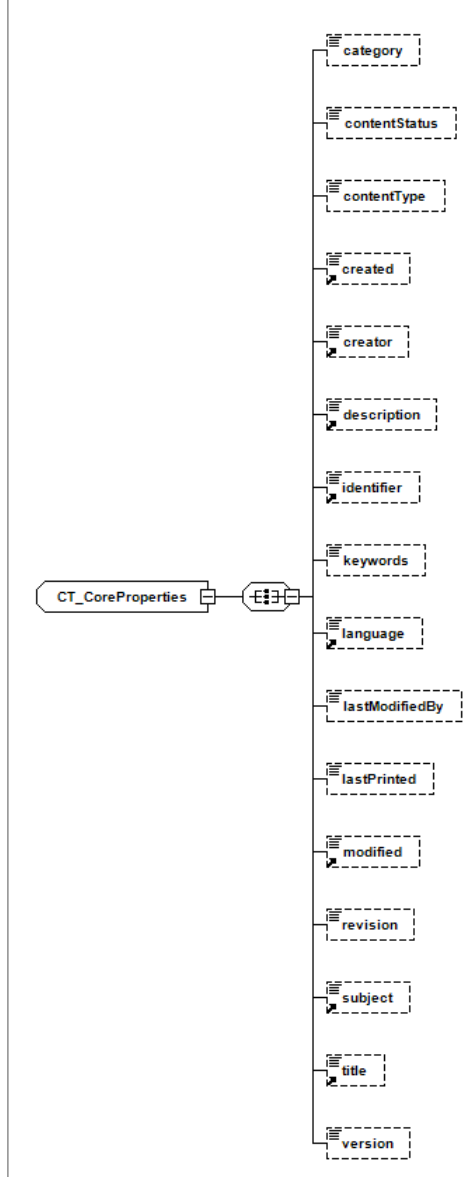 category
contentStatus
contentType
created
creator
description
identifier
keywords
CT_CoreProperties
language
lastModifiedBy
lastPrinted
modified
revision
subject
title
version